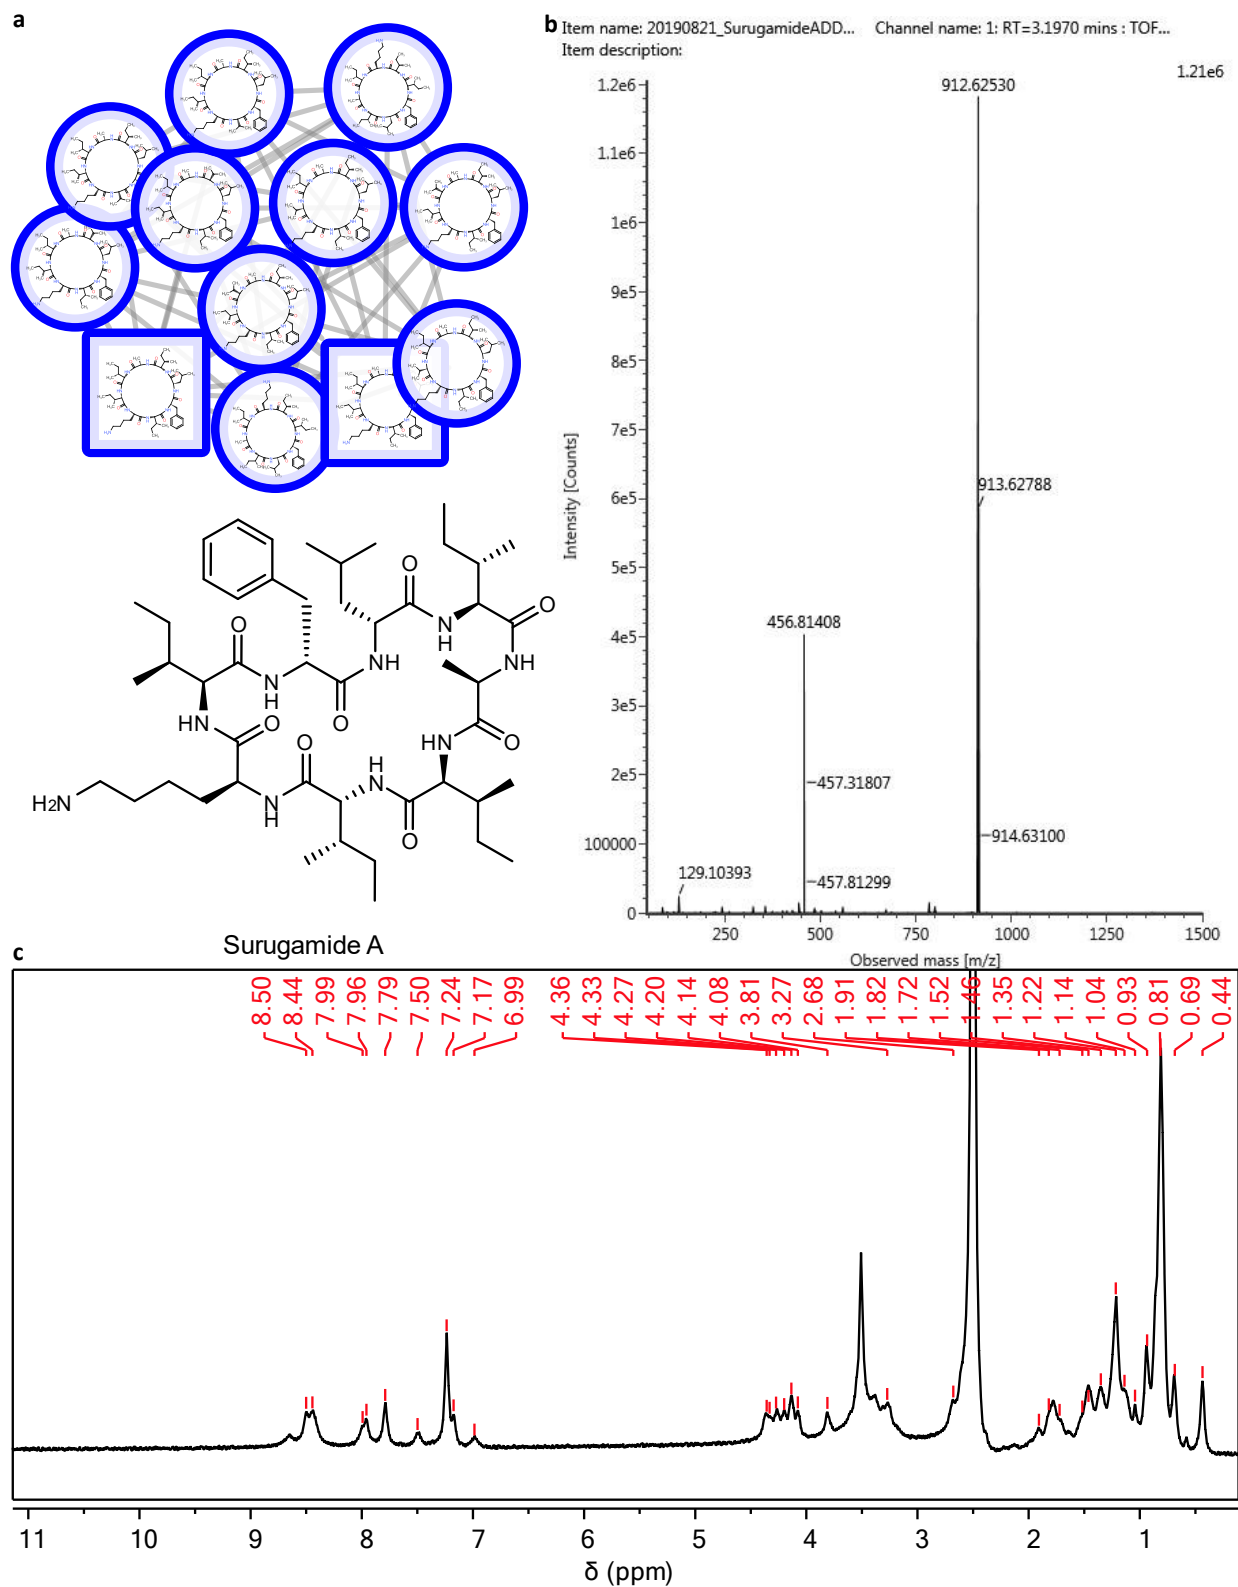 a
b Item name: 20190821_SurugamideADD... Channel name: 1: RT=3.1970 mins : TOF...
Item description:
1.21e6
912.62530
1.2e6
1.1e6
1e6
9e5
8e5
7e5
6e5
5e5
4e5
3e5
2e5
100000
0
Intensity [Counts]
913.62788
456.81408
457.31807
914.63100
457.81299
129.10393
250 500 750 1000 1250 1500
Observed mass [m/z]
O
O
N
H
O
O
NH
N
H
NH
O
O
HN
O
O
HN
O
NH
H2N
N
H
O
Surugamide A
c
8.50 8.44 7.99 7.96 7.79 7.50 7.24 7.17 6.99 4.36 4.33 4.27 4.20 4.14 4.08 3.81 3.27 2.68 1.91 1.82 1.72 1.52 1.46 1.35 1.22 1.14 1.04 0.93 0.81 0.69 0.44
11 10 9 8 7 6 5 4 3 2 1
δ (ppm)